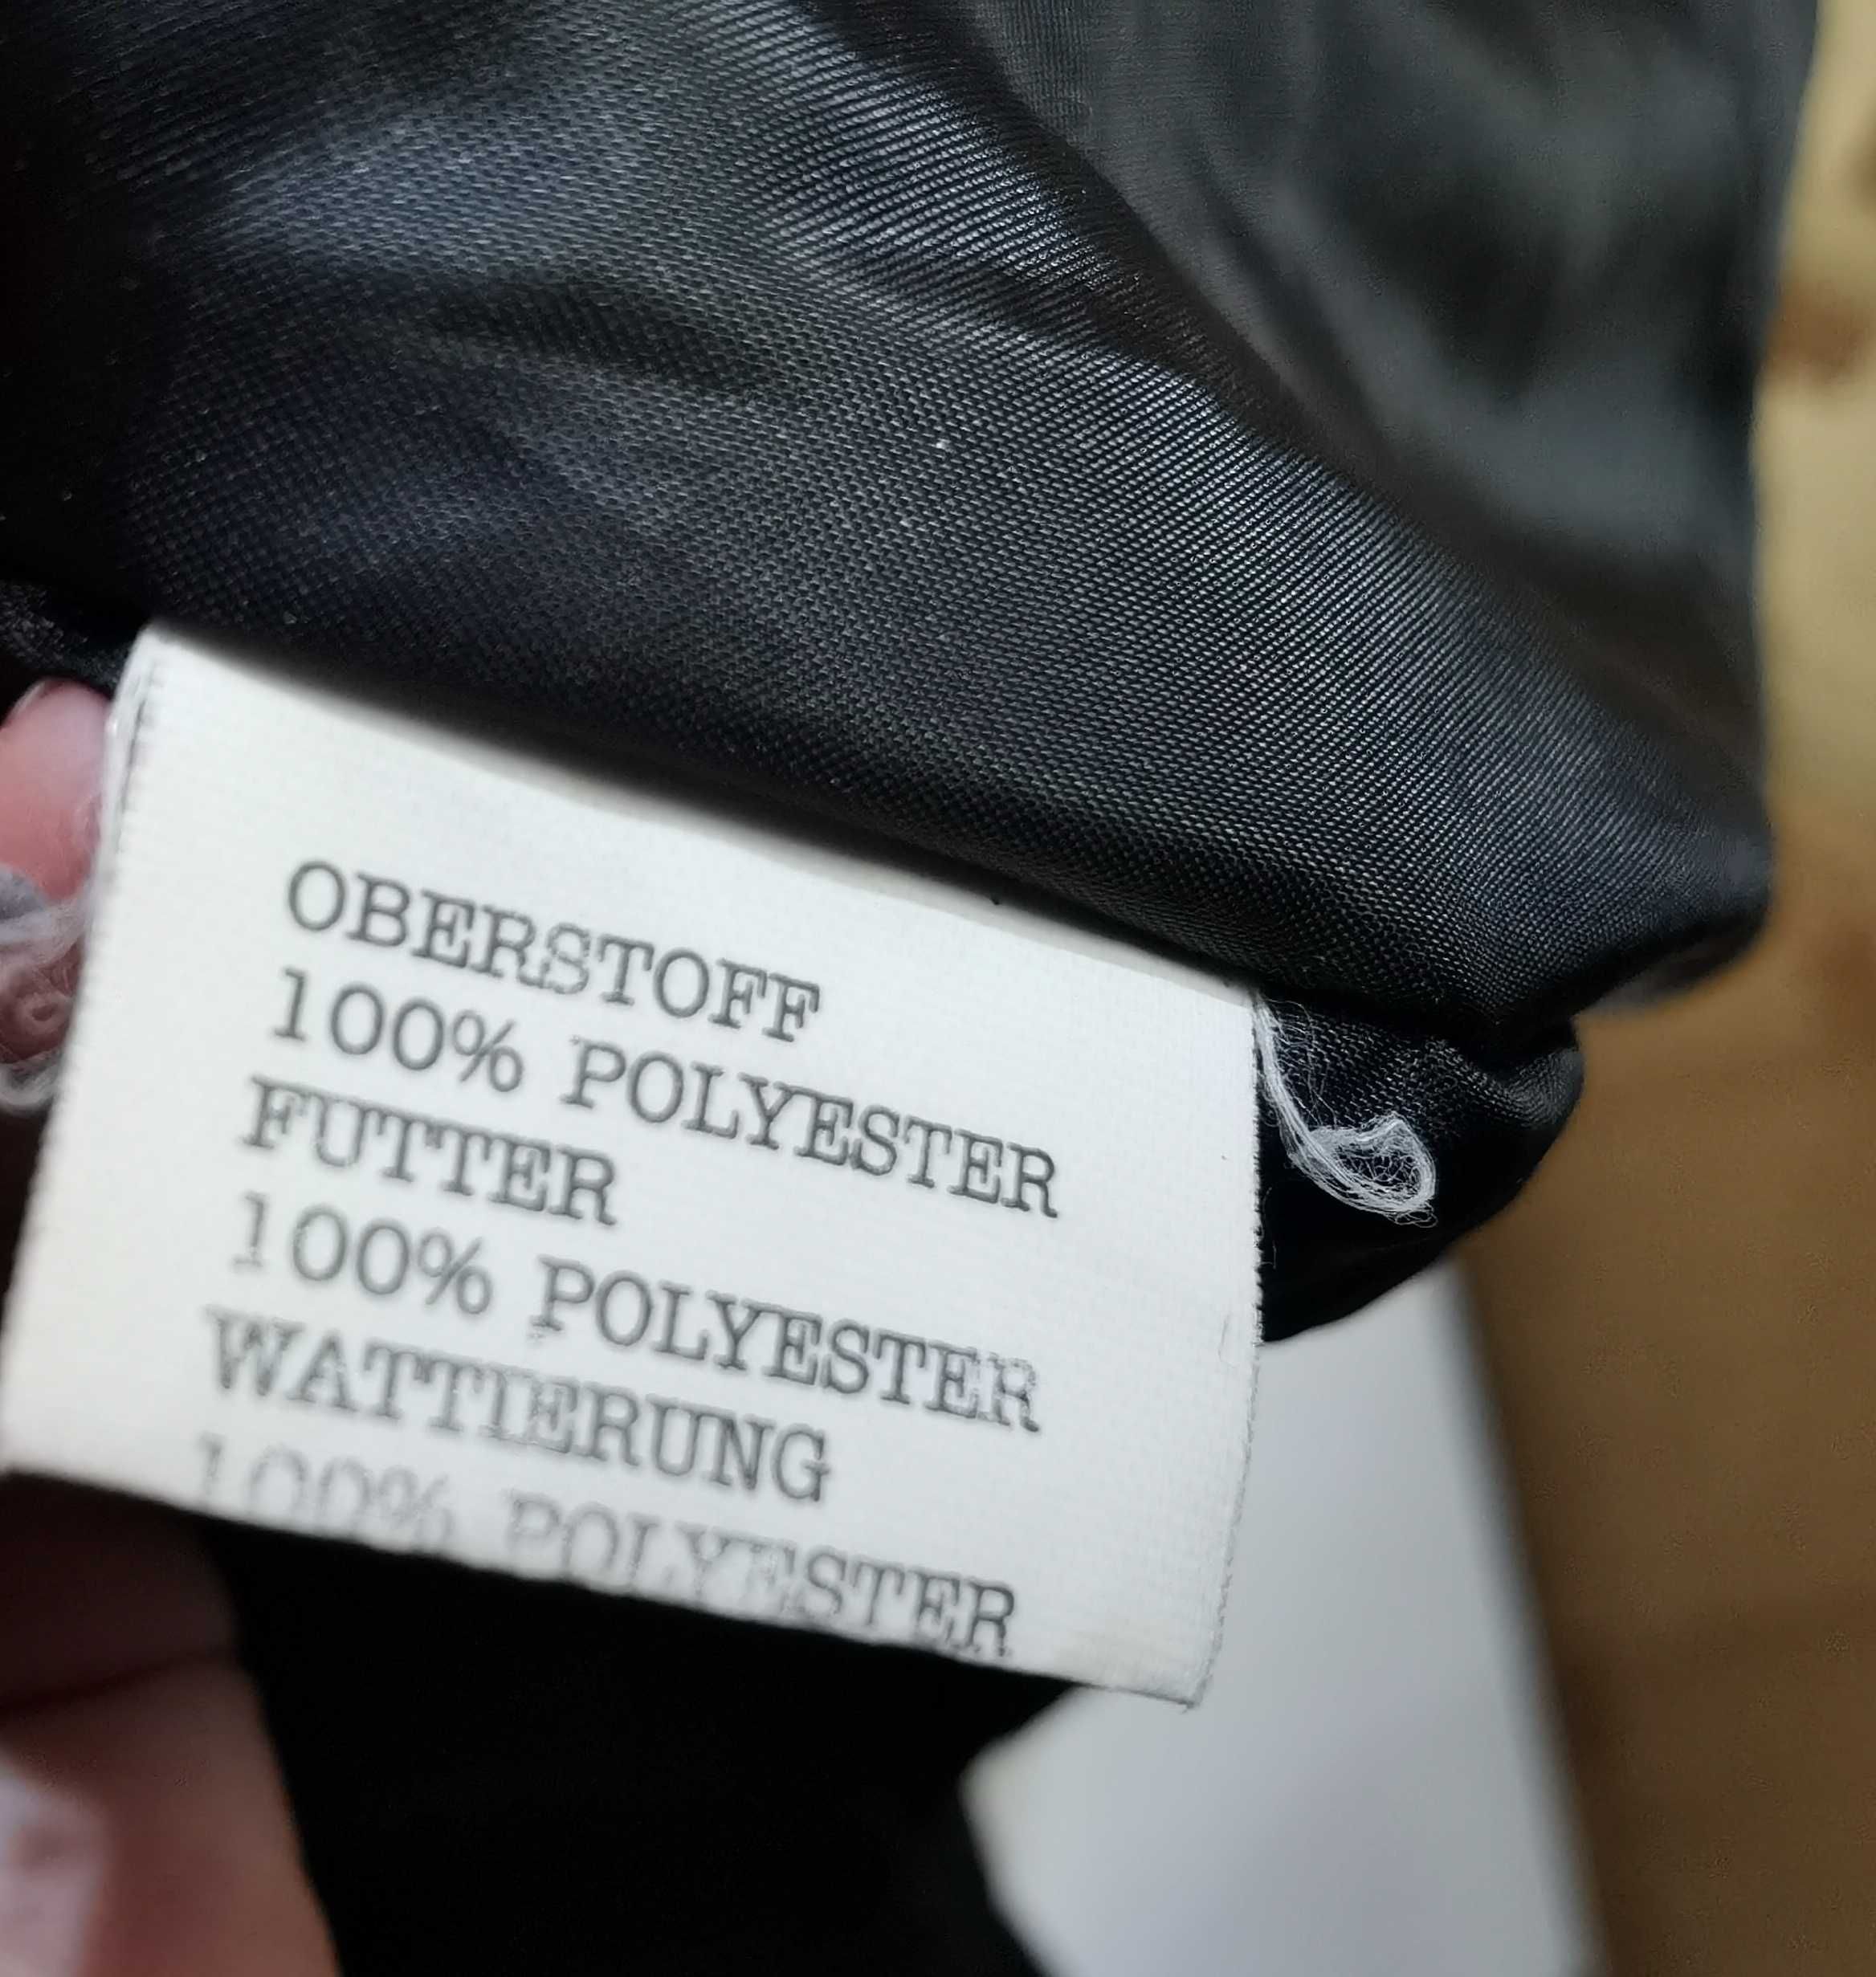 OBERSTOFF
100% POLYESTER
FUTTER
100% POLYESTER
WATTIERUNG
100% POLYESTER